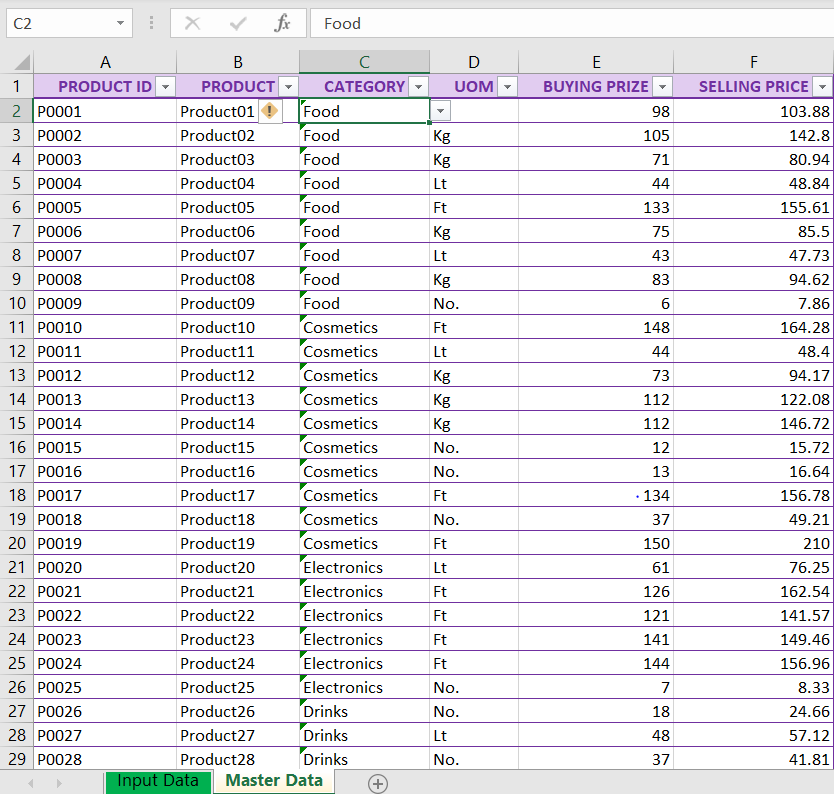 C2 Food
A B C D E F
1 PRODUCT ID PRODUCT CATEGORY UOM BUYING PRIZE SELLING PRICE
2 P0001 Product01 ! Food 98 103.88
3 P0002 Product02 Food Kg 105 142.8
4 P0003 Product03 Food Kg 71 80.94
5 P0004 Product04 Food Lt 44 48.84
6 P0005 Product05 Food Ft 133 155.61
7 P0006 Product06 Food Kg 75 85.5
8 P0007 Product07 Food Lt 43 47.73
9 P0008 Product08 Food Kg 83 94.62
10 P0009 Product09 Food No. 6 7.86
11 P0010 Product10 Cosmetics Ft 148 164.28
12 P0011 Product11 Cosmetics Lt 44 48.4
13 P0012 Product12 Cosmetics Kg 73 94.17
14 P0013 Product13 Cosmetics Kg 112 122.08
15 P0014 Product14 Cosmetics Kg 112 146.72
16 P0015 Product15 Cosmetics No. 12 15.72
17 P0016 Product16 Cosmetics No. 13 16.64
18 P0017 Product17 Cosmetics Ft 134 156.78
19 P0018 Product18 Cosmetics No. 37 49.21
20 P0019 Product19 Cosmetics Ft 150 210
21 P0020 Product20 Electronics Lt 61 76.25
22 P0021 Product21 Electronics Ft 126 162.54
23 P0022 Product22 Electronics Ft 121 141.57
24 P0023 Product23 Electronics Ft 141 149.46
25 P0024 Product24 Electronics Ft 144 156.96
26 P0025 Product25 Electronics No. 7 8.33
27 P0026 Product26 Drinks No. 18 24.66
28 P0027 Product27 Drinks Lt 48 57.12
29 P0028 Product28 Drinks No. 37 41.81
Input Data Master Data